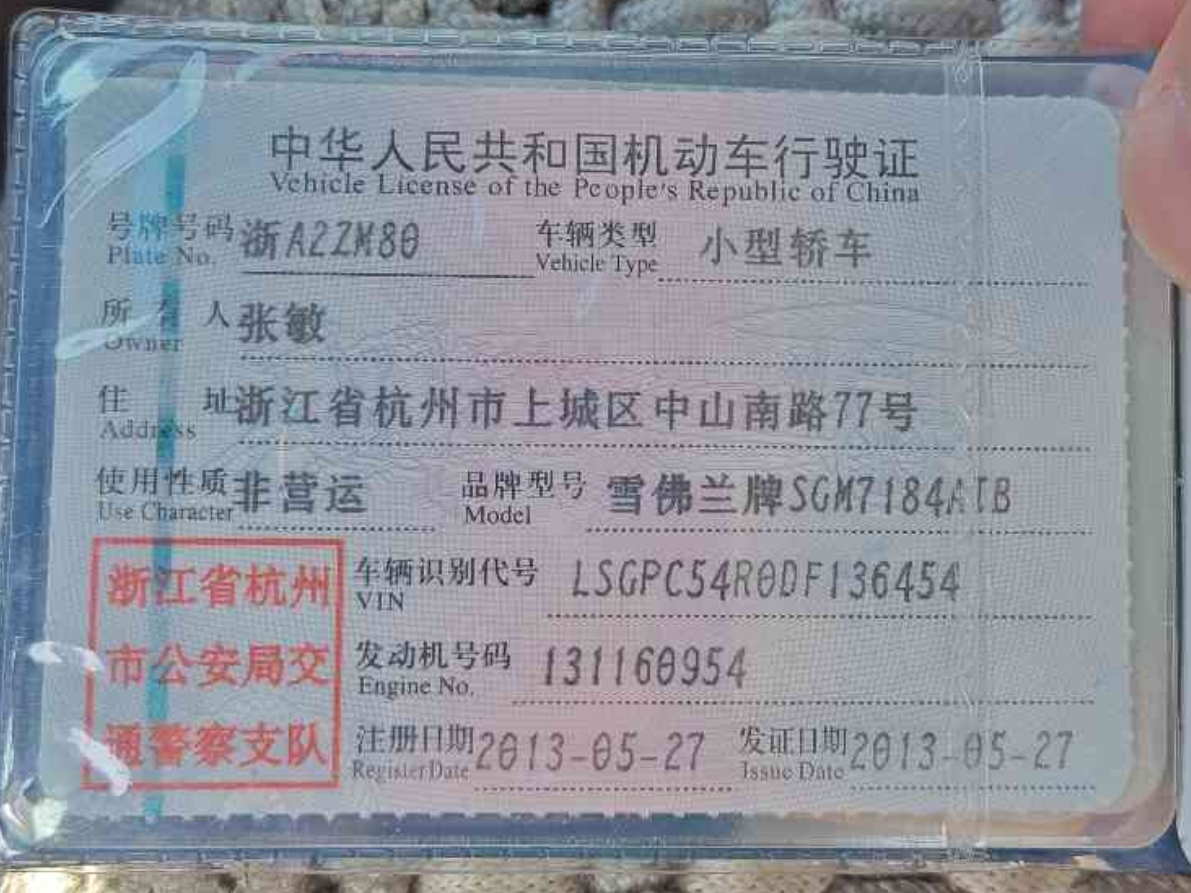 中华人民共和国机动车行驶证
Vehicle License of the People's Republic of China
号牌号码 浙A2ZM80 车辆类型 小型轿车
Plate No. Vehicle Type
所有人 张敏
Owner
住址 浙江省杭州市上城区中山南路77号
Address
使用性质 非营运 品牌型号 雪佛兰牌SGM7184ATB
Use Character Model
浙江省杭州
市公安局交
通警察支队
车辆识别代号 LSGPC54R0DF136454
VIN
发动机号码 131160954
Engine No.
注册日期 2013-05-27 发证日期 2013-05-27
Register Date Issue Date